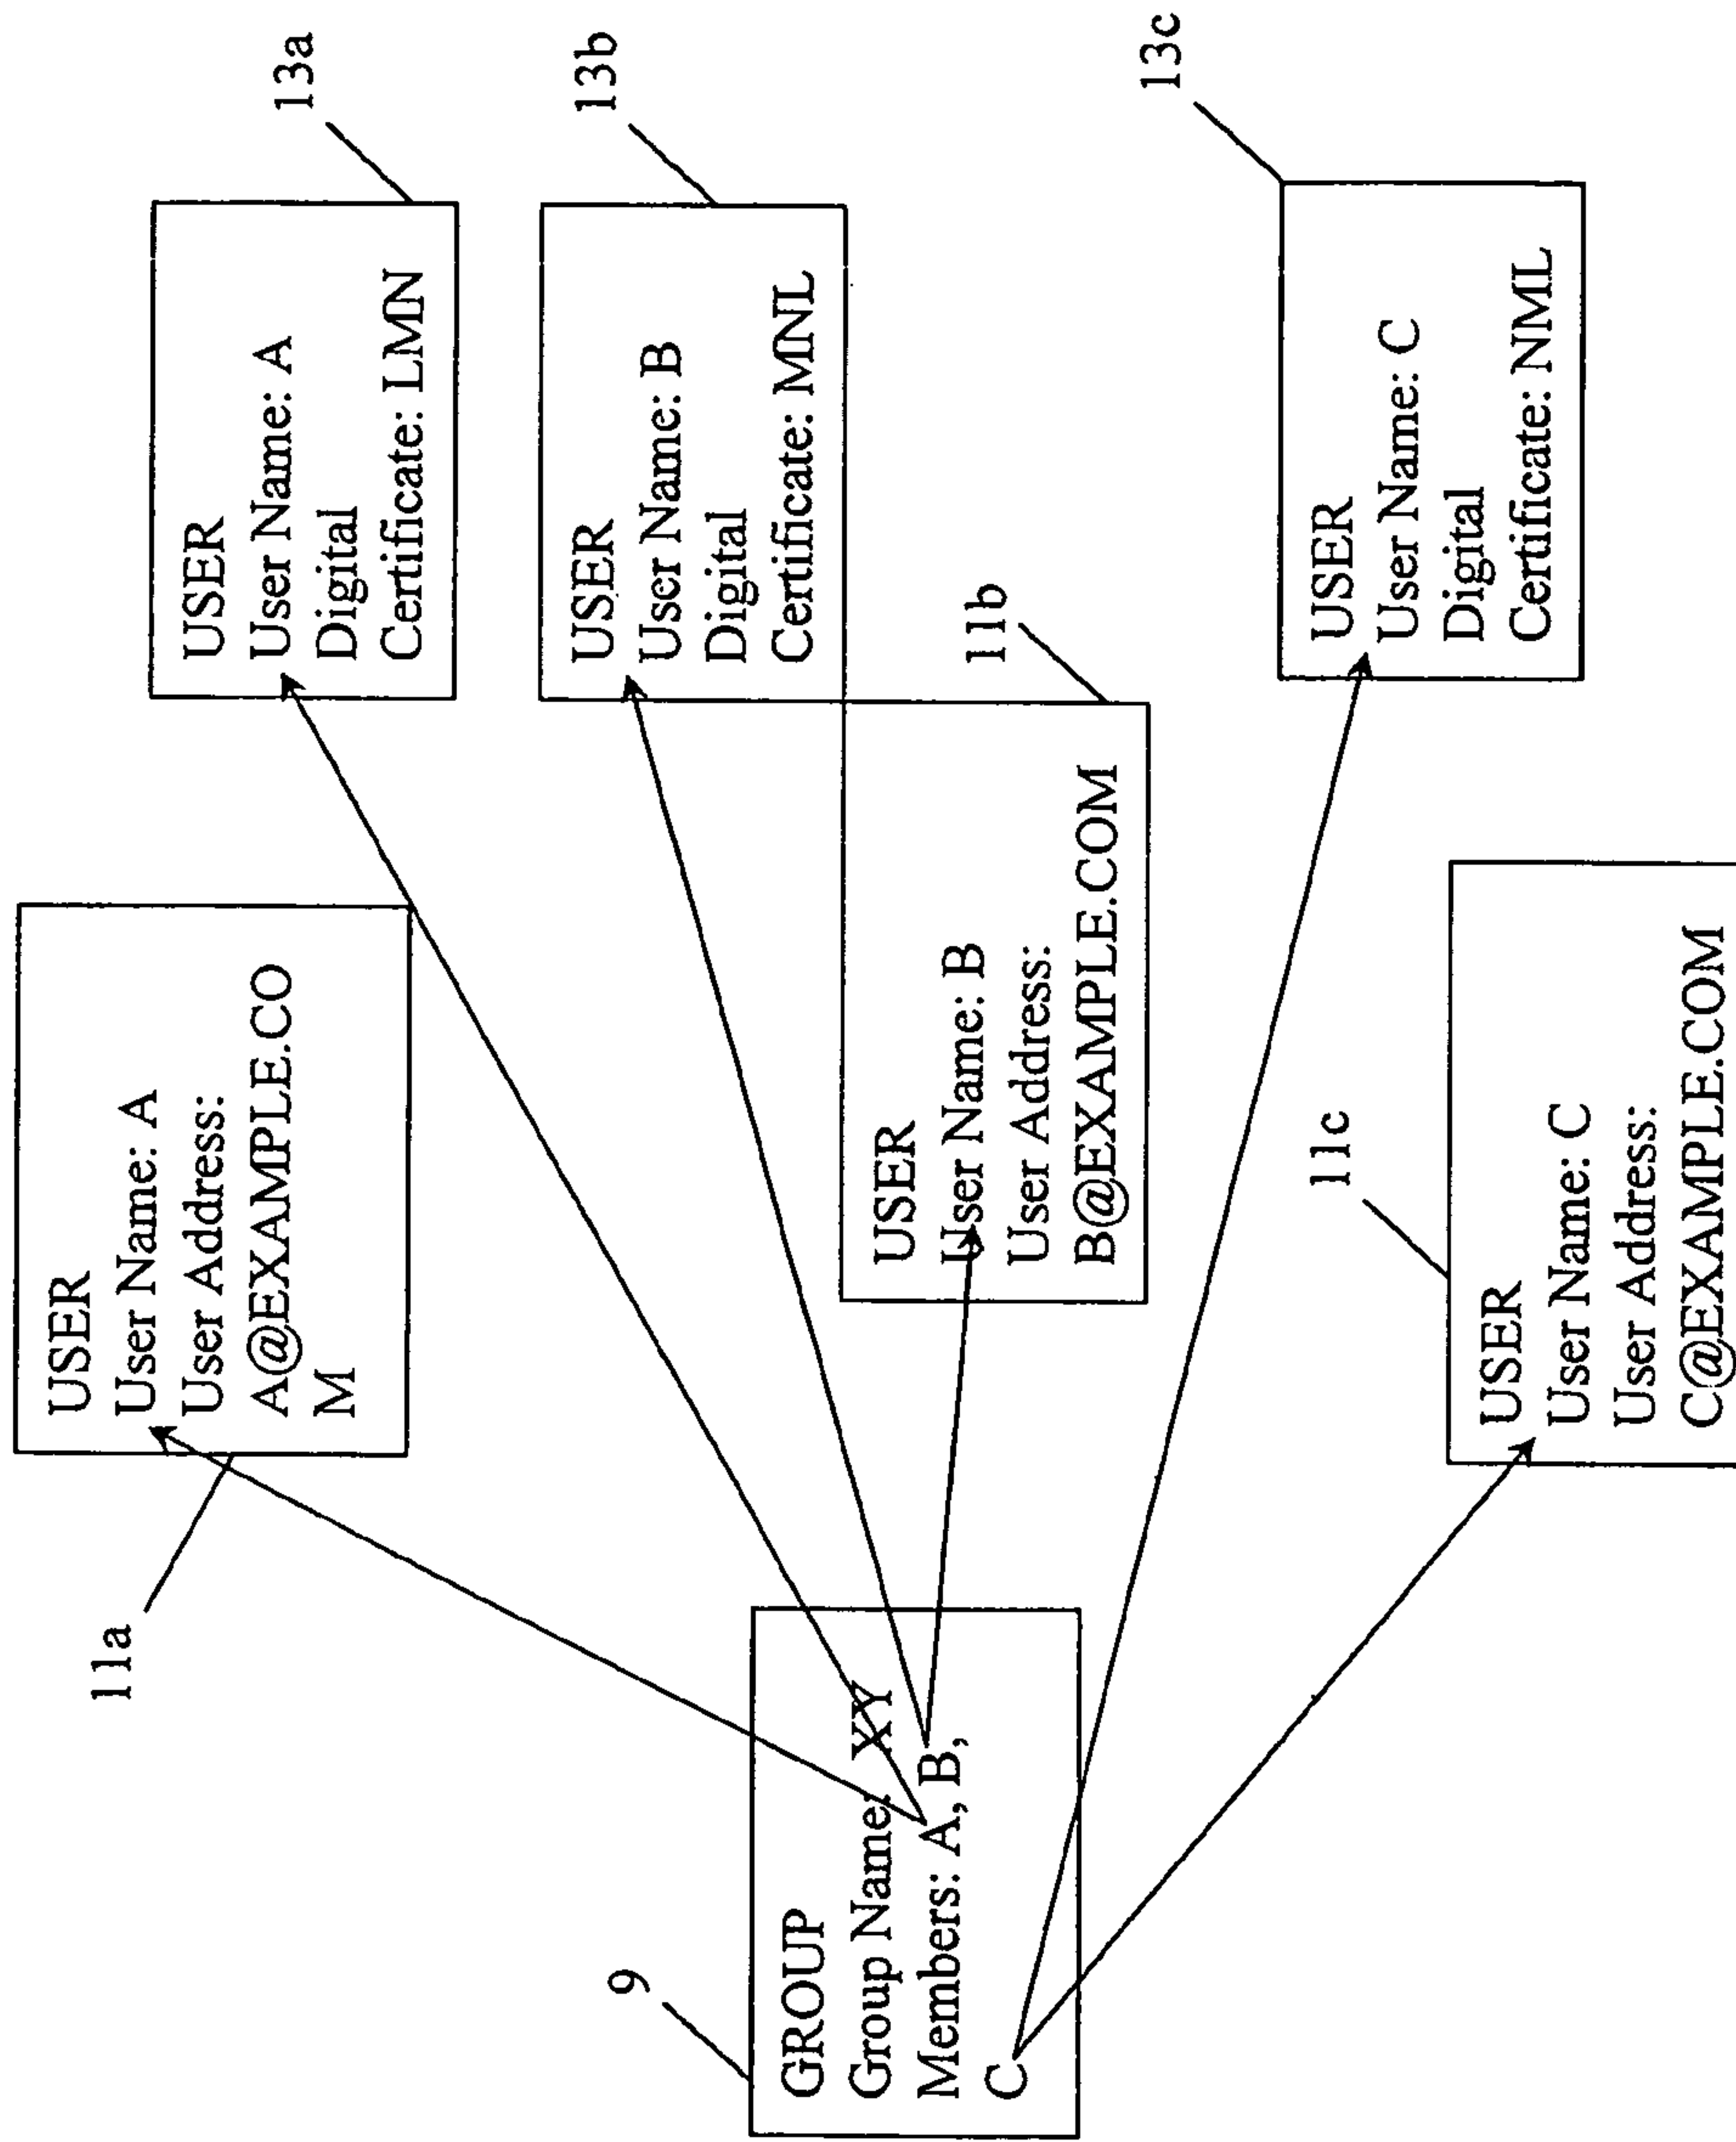 11a
USER
User Name: A
User Address:
A@EXAMPLE.CO
M
13a
USER
User Name: A
Digital
Certificate: LMN
13b
USER
User Name: B
Digital
Certificate: MNL
9
GROUP
Group Name: XY
Members: A, B,
C
11b
USER
User Name: B
User Address:
B@EXAMPLE.COM
13c
USER
User Name: C
Digital
Certificate: NML
11c
USER
User Name: C
User Address:
C@EXAMPLE.COM